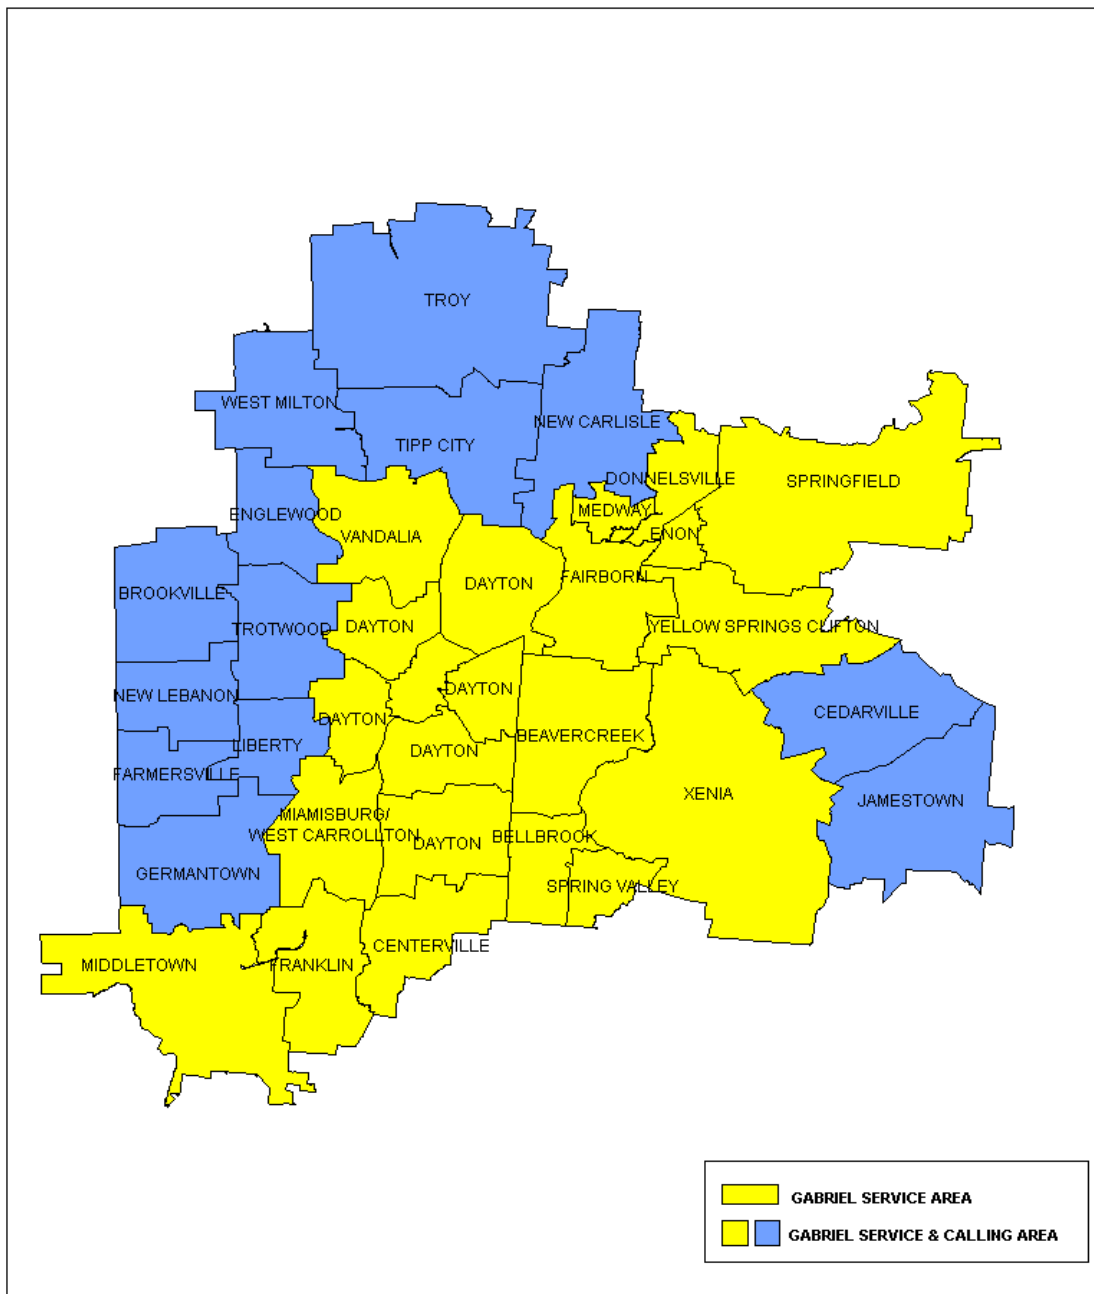 TROY
WEST MILTON
NEW CARLISLE
TIPP CITY
DONNELSVILLE
SPRINGFIELD
MEDWAY
ENGLEWOOD
VANDALIA
ENON
DAYTON
FAIRBORN
BROOKVILLE
TROTWOOD
DAYTON
YELLOW SPRINGS CLIFTON
NEW LEBANON
DAYTON
DAYTON
CEDARVILLE
LIBERTY
DAYTON
BEAVERCREEK
FARMERSVILLE
XENIA
JAMESTOWN
MIAMISBURG/
WEST CARROLLTON
DAYTON
BELLBROOK
GERMANTOWN
SPRING VALLEY
CENTERVILLE
MIDDLETOWN
FRANKLIN
GABRIEL SERVICE AREA
GABRIEL SERVICE & CALLING AREA